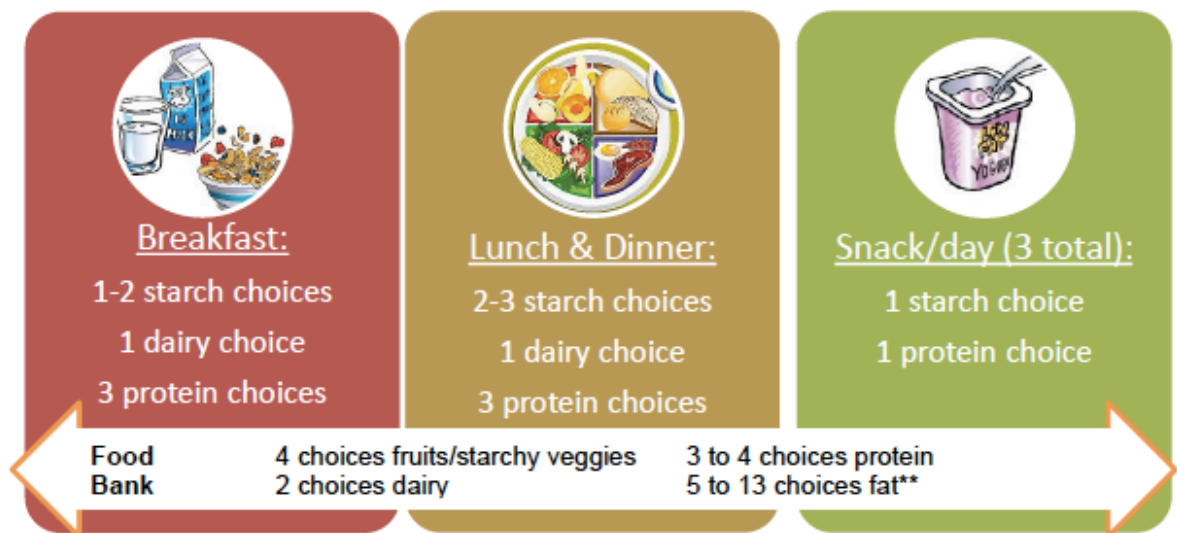 Breakfast:
1-2 starch choices
1 dairy choice
3 protein choices
Lunch & Dinner:
2-3 starch choices
1 dairy choice
3 protein choices
YOGURT
Snack/day (3 total):
1 starch choice
1 protein choice
Food 4 choices fruits/starchy veggies 3 to 4 choices protein
Bank 2 choices dairy 5 to 13 choices fat**